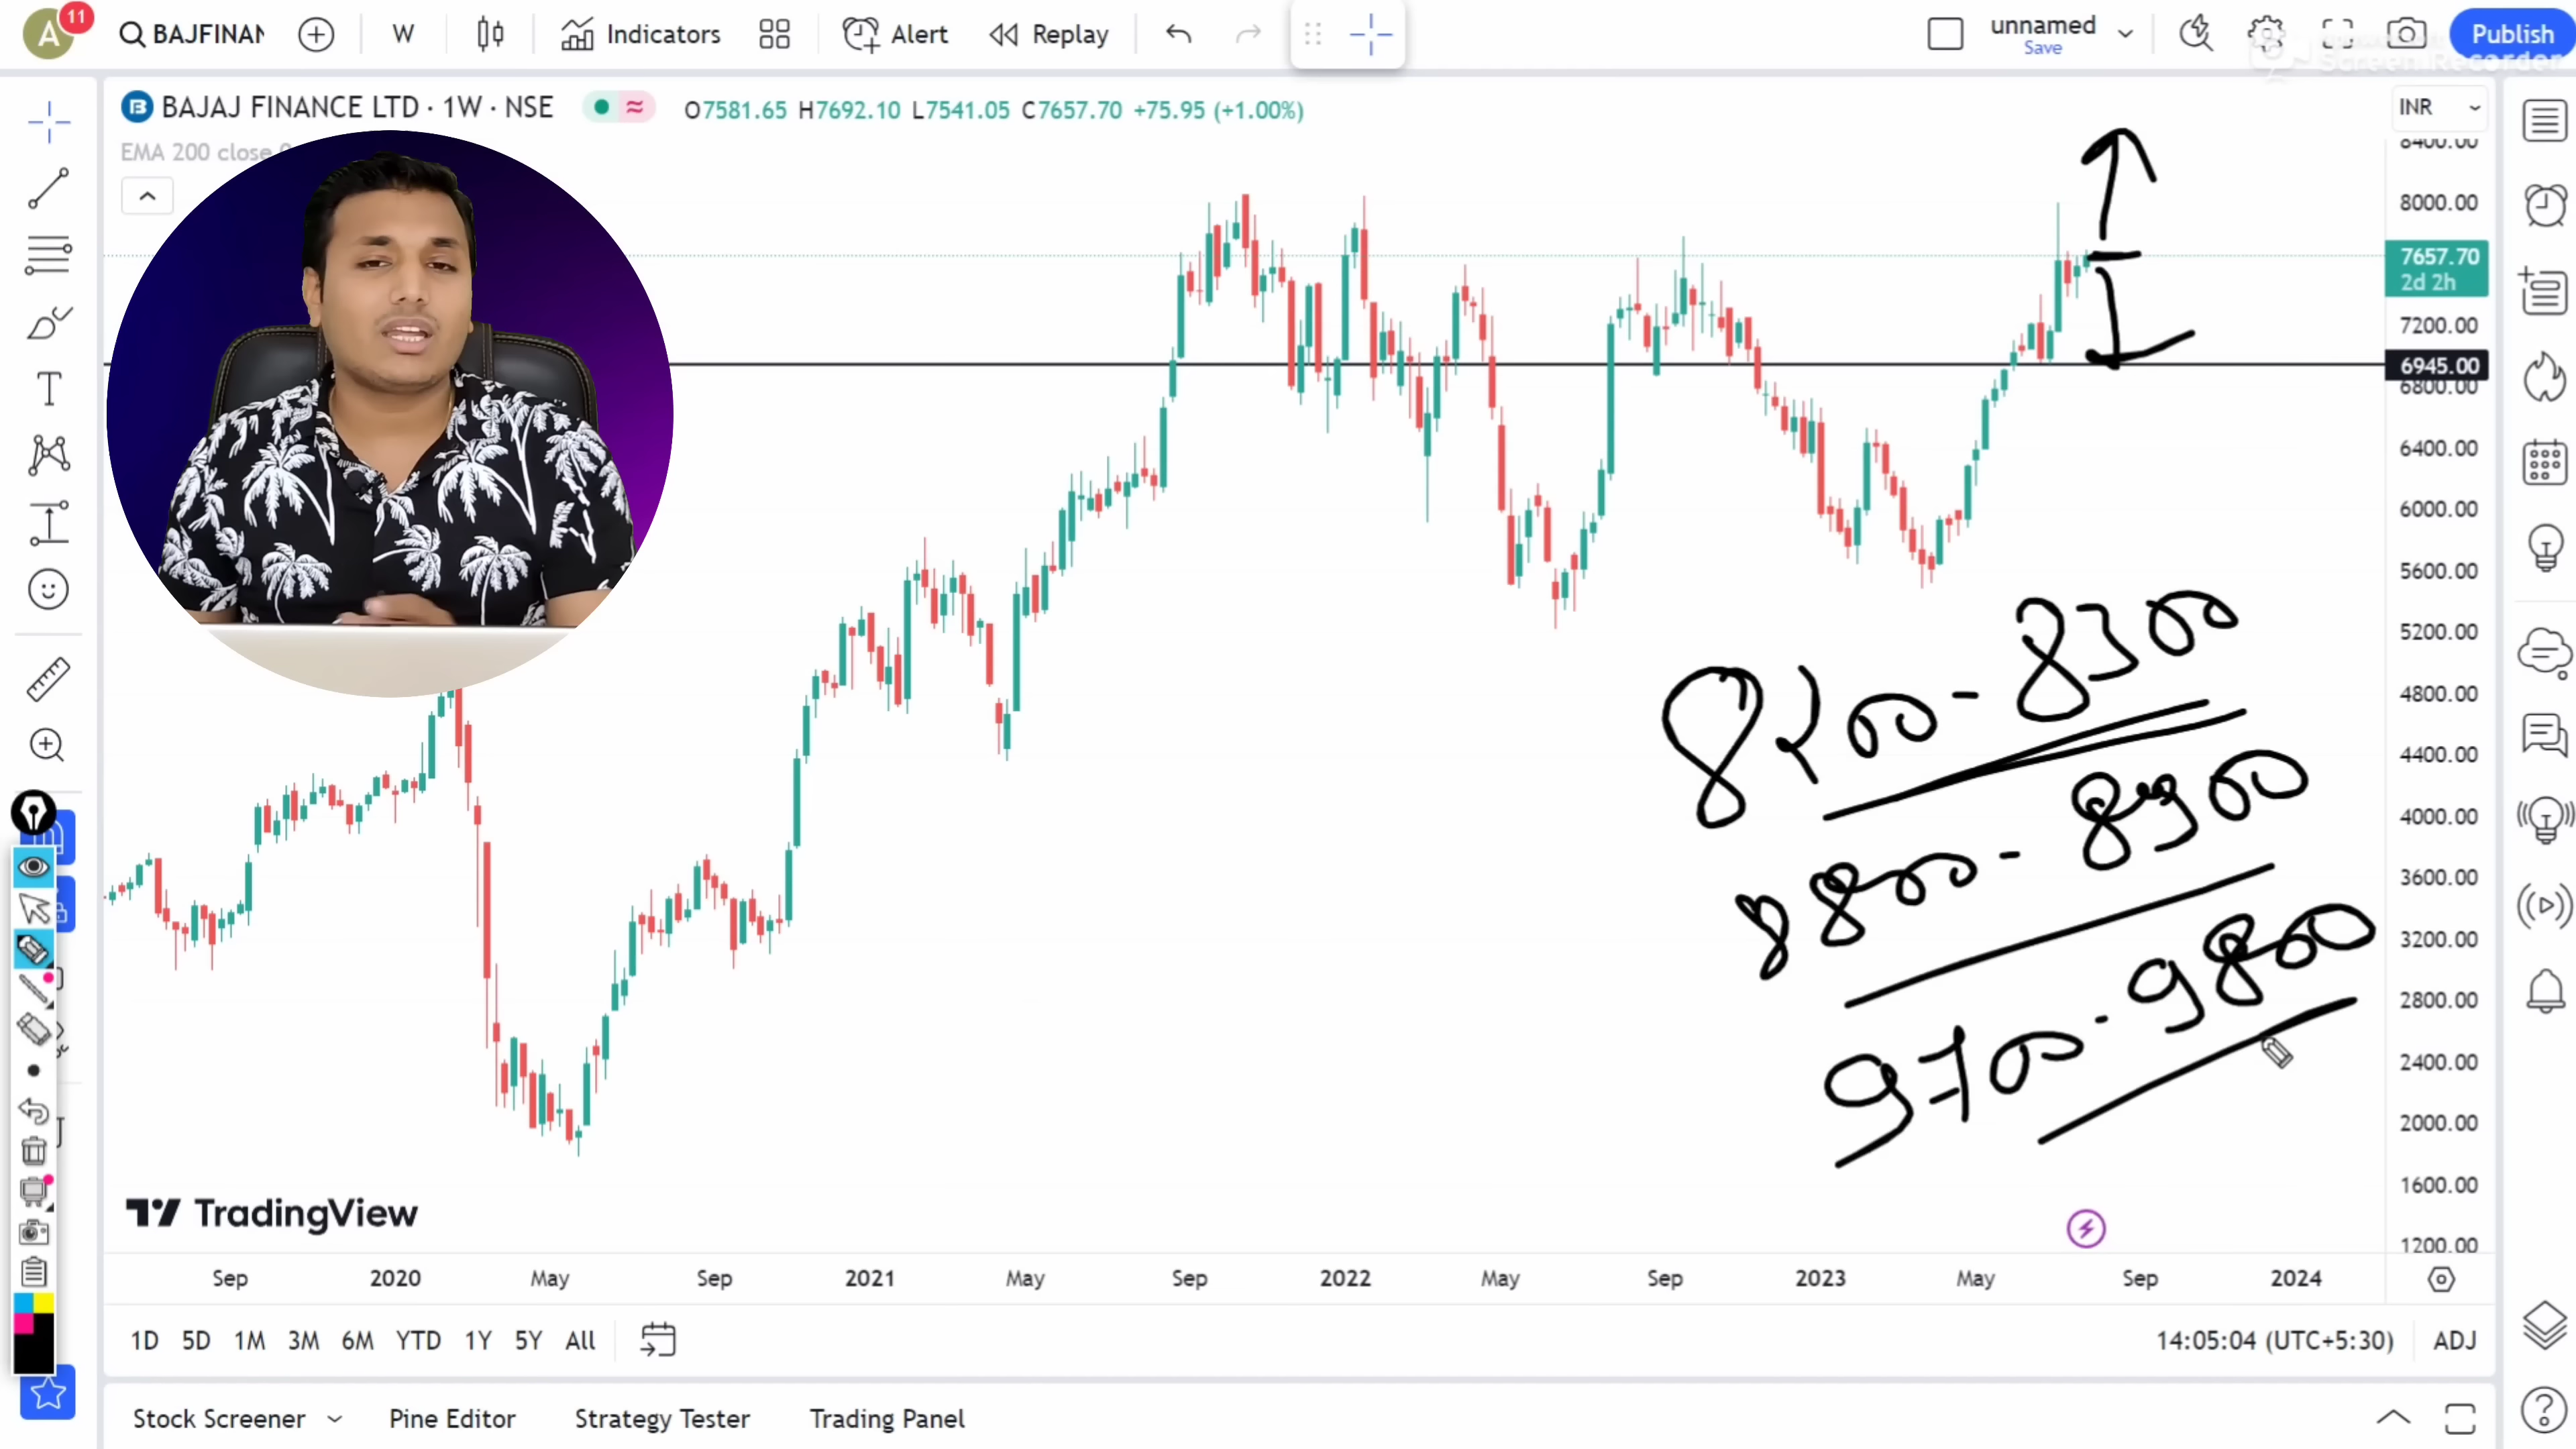 A 11 BAJFINAN W Indicators Alert Replay unnamed Save Publish
Screen Recorder
BAJAJ FINANCE LTD · 1W · NSE O7581.65 H7692.10 L7541.05 C7657.70 +75.95 (+1.00%) INR
EMA 200 close
8400.00
8000.00
7657.70
2d 2h
7200.00
6945.00
6800.00
6400.00
6000.00
5600.00
5200.00
4800.00
4400.00
4000.00
3600.00
3200.00
2800.00
2400.00
2000.00
1600.00
1200.00
8200 - 8300
8800 - 8900
9700 - 9800
TradingView
Sep 2020 May Sep 2021 May Sep 2022 May Sep 2023 May Sep 2024
1D 5D 1M 3M 6M YTD 1Y 5Y All 14:05:04 (UTC+5:30) ADJ
Stock Screener Pine Editor Strategy Tester Trading Panel